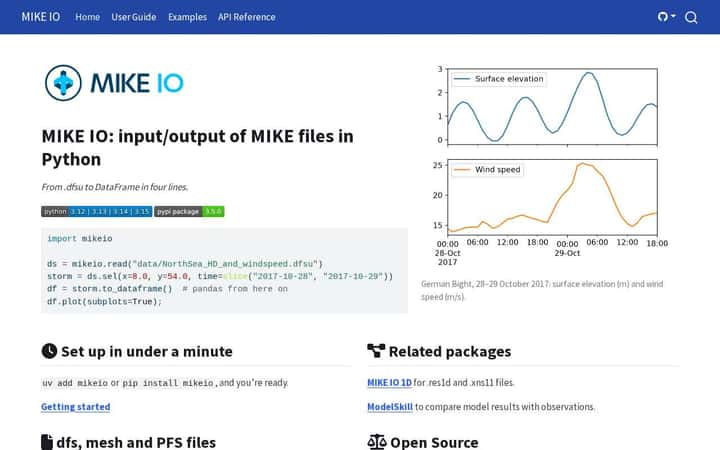 MIKE IO Home User Guide Examples API Reference
MIKE IO
MIKE IO: input/output of MIKE files in
Python
From .dfsu to DataFrame in four lines.
python 3.12 | 3.13 | 3.14 | 3.15 pypi package 3.5.0
import mikeio
ds = mikeio.read("data/NorthSea_HD_and_windspeed.dfsu")
storm = ds.sel(x=8.0, y=54.0, time=slice("2017-10-28", "2017-10-29"))
df = storm.to_dataframe()  # pandas from here on
df.plot(subplots=True);
Surface elevation
3
2
1
0
Wind speed
25
20
15
00:00 06:00 12:00 18:00 00:00 06:00 12:00 18:00
28-Oct 29-Oct
2017
German Bight, 28–29 October 2017: surface elevation (m) and wind
speed (m/s).
Set up in under a minute
uv add mikeio or pip install mikeio, and you're ready.
Getting started
Related packages
MIKE IO 1D for .res1d and .xns11 files.
ModelSkill to compare model results with observations.
dfs, mesh and PFS files
Open Source